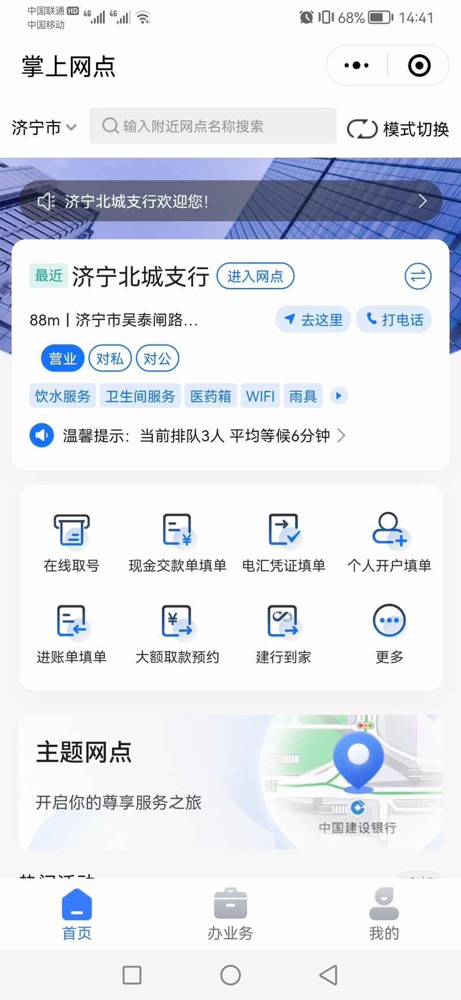 中国联通 HD 4G 4G 68% 14:41
中国移动
掌上网点
济宁市 输入附近网点名称搜索 模式切换
济宁北城支行欢迎您!
最近 济宁北城支行 进入网点
88m | 济宁市吴泰闸路... 去这里 打电话
营业 对私 对公
饮水服务 卫生间服务 医药箱 WIFI 雨具
温馨提示: 当前排队3人 平均等候6分钟
在线取号 现金交款单填单 电汇凭证填单 个人开户填单
进账单填单 大额取款预约 建行到家 更多
主题网点
开启你的尊享服务之旅
街
中国建设银行
首页 办业务 我的